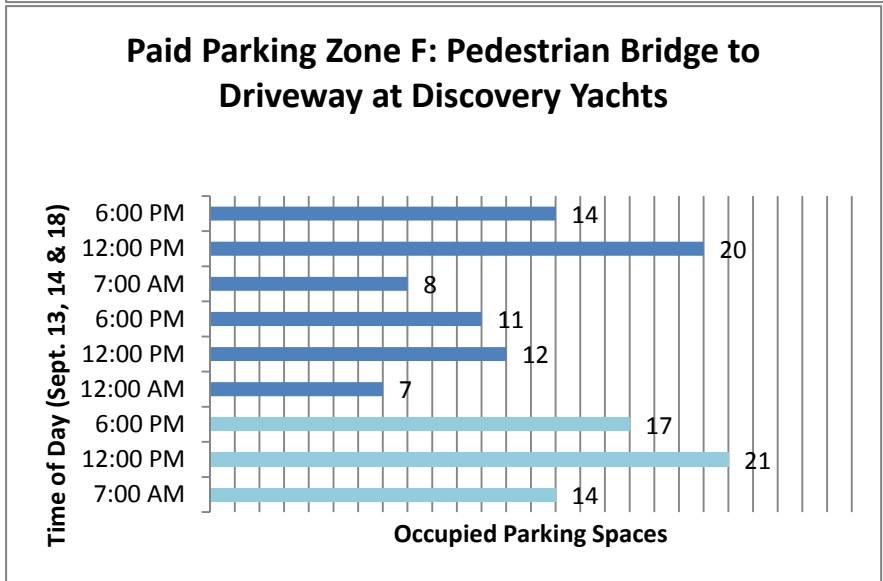 Paid Parking Zone F: Pedestrian Bridge to
Driveway at Discovery Yachts
Time of Day (Sept. 13, 14 & 18)
6:00 PM 14
12:00 PM 20
7:00 AM 8
6:00 PM 11
12:00 PM 12
12:00 AM 7
6:00 PM 17
12:00 PM 21
7:00 AM 14
Occupied Parking Spaces